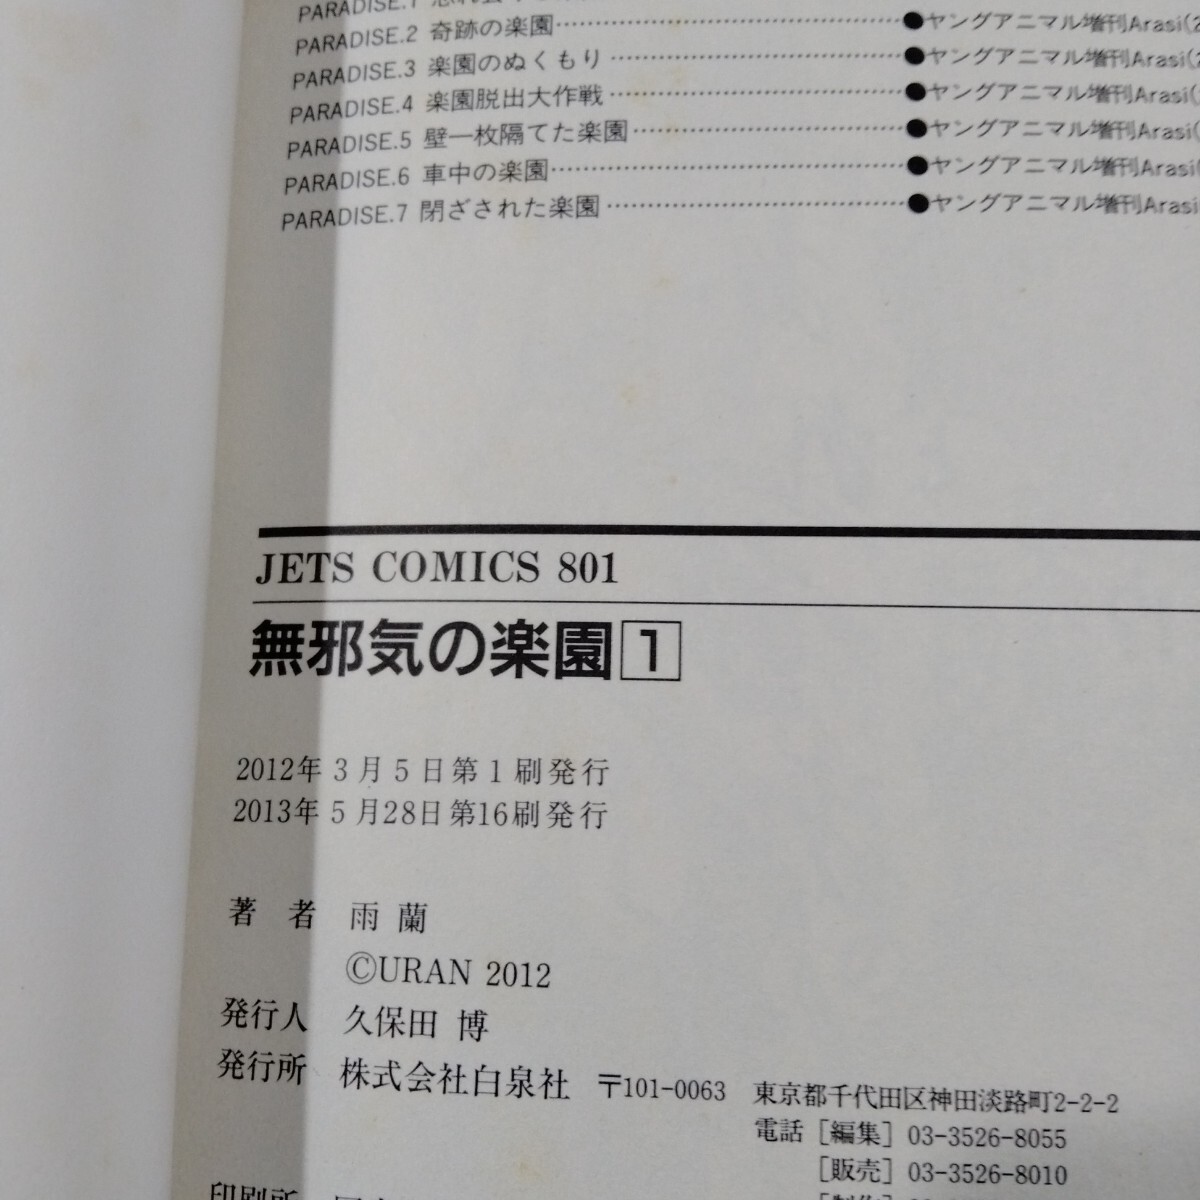 PARADISE.1
PARADISE.2 奇跡の楽園……………………………●ヤングアニマル増刊Arasi(2
PARADISE.3 楽園のぬくもり……………………●ヤングアニマル増刊Arasi(2
PARADISE.4 楽園脱出大作戦……………………●ヤングアニマル増刊Arasi(
PARADISE.5 壁一枚隔てた楽園…………………●ヤングアニマル増刊Arasi(
PARADISE.6 車中の楽園……………………………●ヤングアニマル増刊Arasi(
PARADISE.7 閉ざされた楽園……………………●ヤングアニマル増刊Arasi
JETS COMICS 801
無邪気の楽園 1
2012年3月5日第1刷発行
2013年5月28日第16刷発行
著者 雨蘭
©URAN 2012
発行人 久保田 博
発行所 株式会社白泉社 〒101-0063 東京都千代田区神田淡路町2-2-2
電話[編集] 03-3526-8055
[販売] 03-3526-8010
[制作]
印刷所